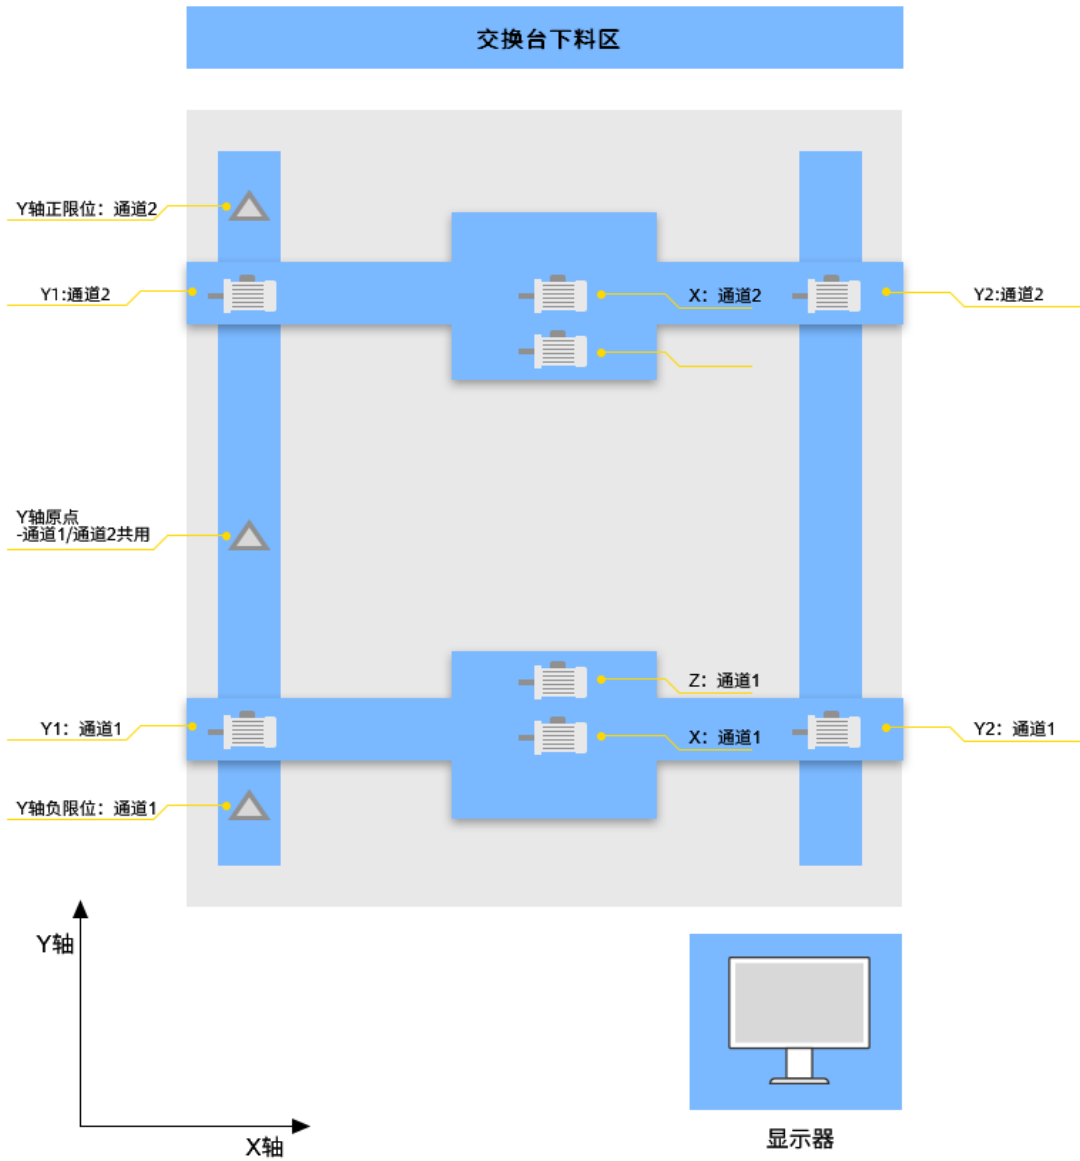 交换台下料区
Y轴正限位：通道2
Y1:通道2
X：通道2
Y2:通道2
Y轴原点
-通道1/通道2共用
Z：通道1
Y1：通道1
X：通道1
Y2：通道1
Y轴负限位：通道1
Y轴
X轴
显示器